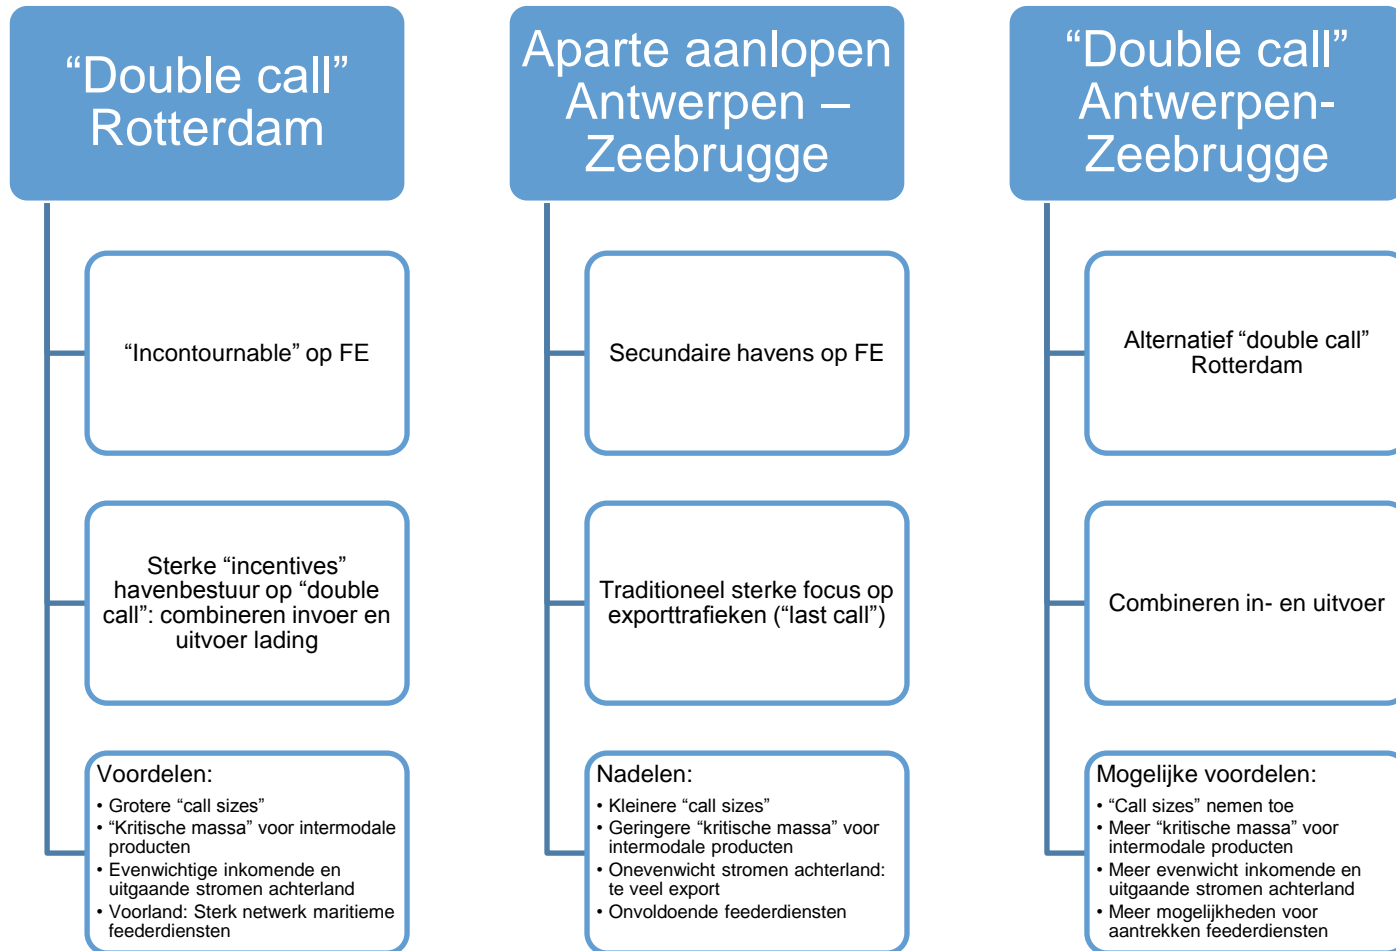 “Double call”
Rotterdam
“Incontournable” op FE
Sterke “incentives”
havenbestuur op “double
call”: combineren invoer en
uitvoer lading
Voordelen:
• Grotere “call sizes”
• “Kritische massa” voor intermodale
producten
• Evenwichtige inkomende en
uitgaande stromen achterland
• Voorland: Sterk netwerk maritieme
feederdiensten
Aparte aanlopen
Antwerpen –
Zeebrugge
Secundaire havens op FE
Traditioneel sterke focus op
exporttrafieken (“last call”)
Nadelen:
• Kleinere “call sizes”
• Geringere “kritische massa” voor
intermodale producten
• Onevenwicht stromen achterland:
te veel export
• Onvoldoende feederdiensten
“Double call”
Antwerpen-
Zeebrugge
Alternatief “double call”
Rotterdam
Combineren in- en uitvoer
Mogelijke voordelen:
• “Call sizes” nemen toe
• Meer “kritische massa” voor
intermodale producten
• Meer evenwicht inkomende en
uitgaande stromen achterland
• Meer mogelijkheden voor
aantrekken feederdiensten